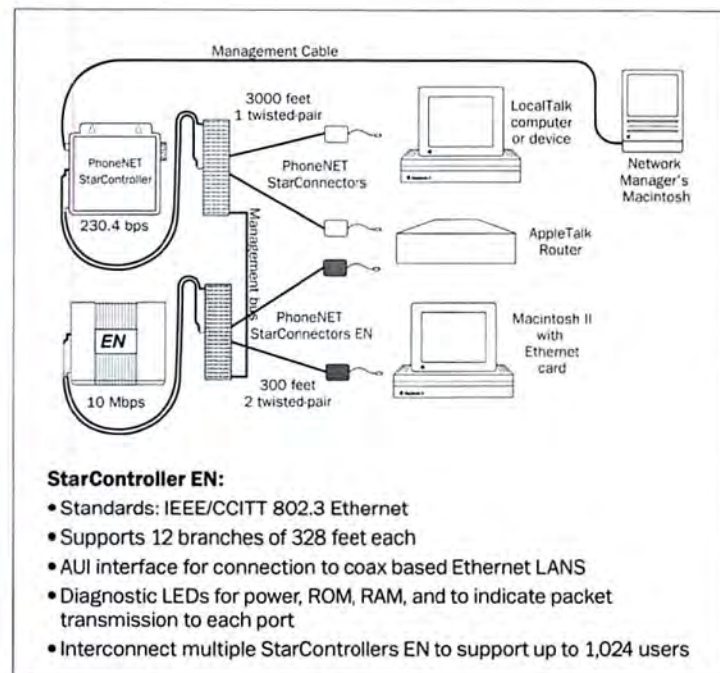 Management Cable
3000 feet
1 twisted-pair
LocalTalk
computer
or device
PhoneNET
StarController
PhoneNET
StarConnectors
Network
Manager's
Macintosh
230.4 bps
Management bus
AppleTalk
Router
EN
PhoneNET
StarConnectors EN
Macintosh II
with
Ethernet
card
10 Mbps
300 feet
2 twisted-pair
StarController EN:
• Standards: IEEE/CCITT 802.3 Ethernet
• Supports 12 branches of 328 feet each
• AUI interface for connection to coax based Ethernet LANS
• Diagnostic LEDs for power, ROM, RAM, and to indicate packet
transmission to each port
• Interconnect multiple StarControllers EN to support up to 1,024 users